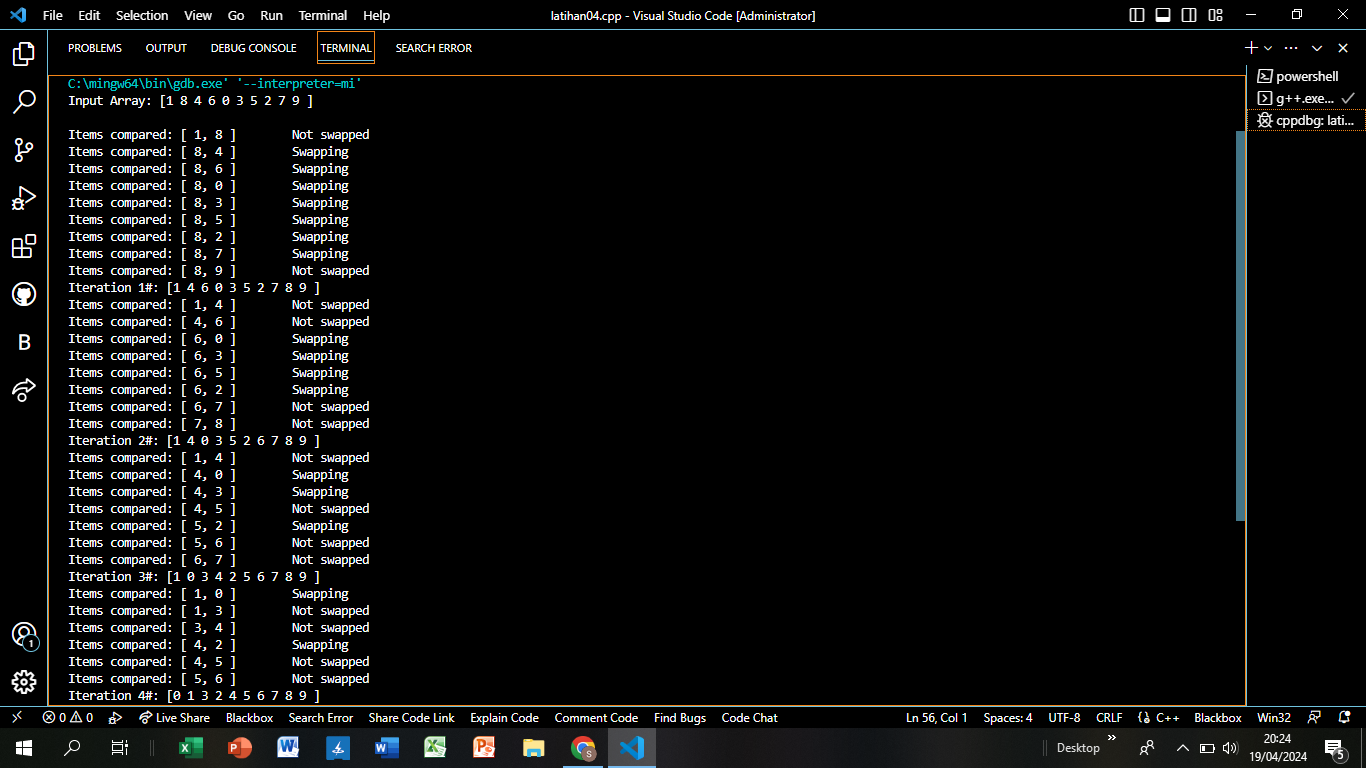 File Edit Selection View Go Run Terminal Help latihan04.cpp - Visual Studio Code [Administrator]
PROBLEMS OUTPUT DEBUG CONSOLE TERMINAL SEARCH ERROR
powershell
g++.exe...
cppdbg: lati...
C:\mingw64\bin\gdb.exe' '--interpreter=mi'
Input Array: [1 8 4 6 0 3 5 2 7 9 ]
Items compared: [ 1, 8 ] Not swapped
Items compared: [ 8, 4 ] Swapping
Items compared: [ 8, 6 ] Swapping
Items compared: [ 8, 0 ] Swapping
Items compared: [ 8, 3 ] Swapping
Items compared: [ 8, 5 ] Swapping
Items compared: [ 8, 2 ] Swapping
Items compared: [ 8, 7 ] Swapping
Items compared: [ 8, 9 ] Not swapped
Iteration 1#: [1 4 6 0 3 5 2 7 8 9 ]
Items compared: [ 1, 4 ] Not swapped
Items compared: [ 4, 6 ] Not swapped
Items compared: [ 6, 0 ] Swapping
Items compared: [ 6, 3 ] Swapping
Items compared: [ 6, 5 ] Swapping
Items compared: [ 6, 2 ] Swapping
Items compared: [ 6, 7 ] Not swapped
Items compared: [ 7, 8 ] Not swapped
Iteration 2#: [1 4 0 3 5 2 6 7 8 9 ]
Items compared: [ 1, 4 ] Not swapped
Items compared: [ 4, 0 ] Swapping
Items compared: [ 4, 3 ] Swapping
Items compared: [ 4, 5 ] Not swapped
Items compared: [ 5, 2 ] Swapping
Items compared: [ 5, 6 ] Not swapped
Items compared: [ 6, 7 ] Not swapped
Iteration 3#: [1 0 3 4 2 5 6 7 8 9 ]
Items compared: [ 1, 0 ] Swapping
Items compared: [ 1, 3 ] Not swapped
Items compared: [ 3, 4 ] Not swapped
Items compared: [ 4, 2 ] Swapping
Items compared: [ 4, 5 ] Not swapped
Items compared: [ 5, 6 ] Not swapped
Iteration 4#: [0 1 3 2 4 5 6 7 8 9 ]
B
1
0 0 Live Share Blackbox Search Error Share Code Link Explain Code Comment Code Find Bugs Code Chat Ln 56, Col 1 Spaces: 4 UTF-8 CRLF C++ Blackbox Win32
Desktop
20:24
19/04/2024
5